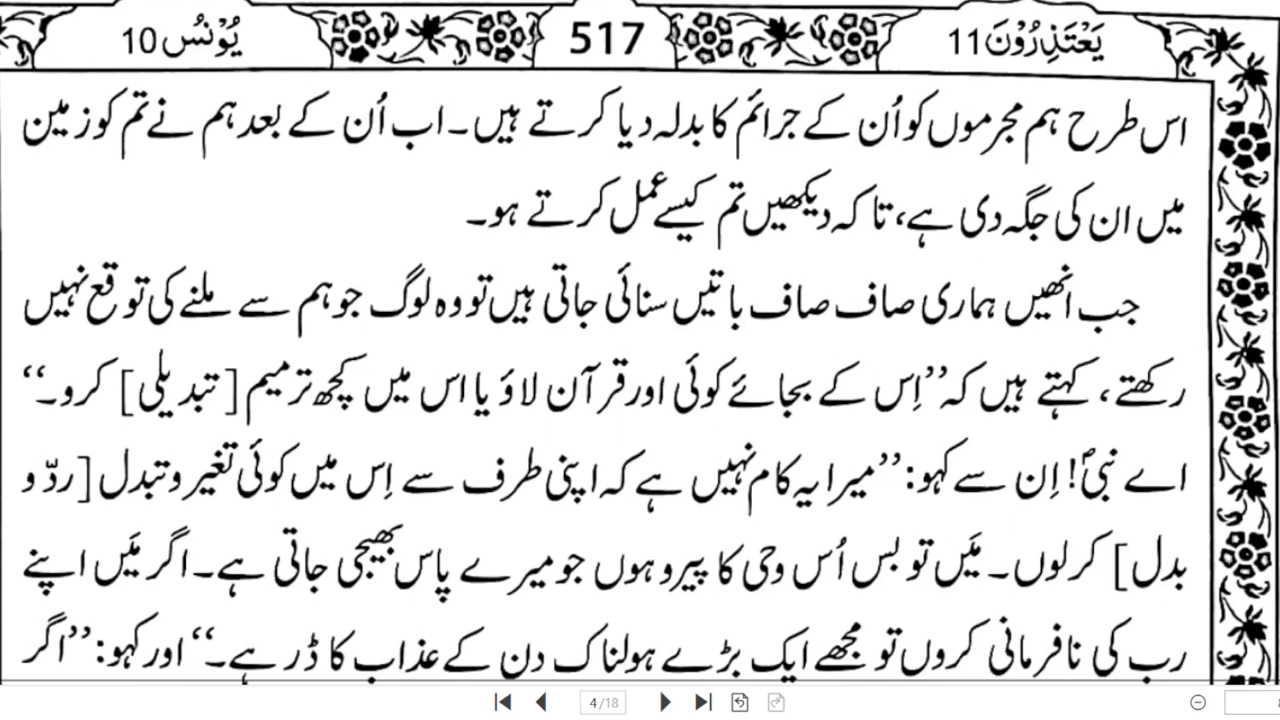 یَعْتَذِرُوْنَ 11 517 یُوْنُس 10
اس طرح ہم مجرموں کو اُن کے جرائم کا بدلہ دیا کرتے ہیں۔ اب اُن کے بعد ہم نے تم کو زمین
میں ان کی جگہ دی ہے، تاکہ دیکھیں تم کیسے عمل کرتے ہو۔
جب انھیں ہماری صاف صاف باتیں سنائی جاتی ہیں تو وہ لوگ جو ہم سے ملنے کی توقع نہیں
رکھتے، کہتے ہیں کہ ’’اِس کے بجائے کوئی اور قرآن لاؤ یا اس میں کچھ ترمیم [تبدیلی] کرو۔‘‘
اے نبیؐ! اِن سے کہو: ’’میرا یہ کام نہیں ہے کہ اپنی طرف سے اِس میں کوئی تغیر و تبدل [ردّ و
بدل] کر لوں۔ مَیں تو بس اُس وحی کا پیرو ہوں جو میرے پاس بھیجی جاتی ہے۔ اگر مَیں اپنے
رب کی نافرمانی کروں تو مجھے ایک بڑے ہولناک دن کے عذاب کا ڈر ہے۔‘‘ اور کہو: ’’اگر
4/18